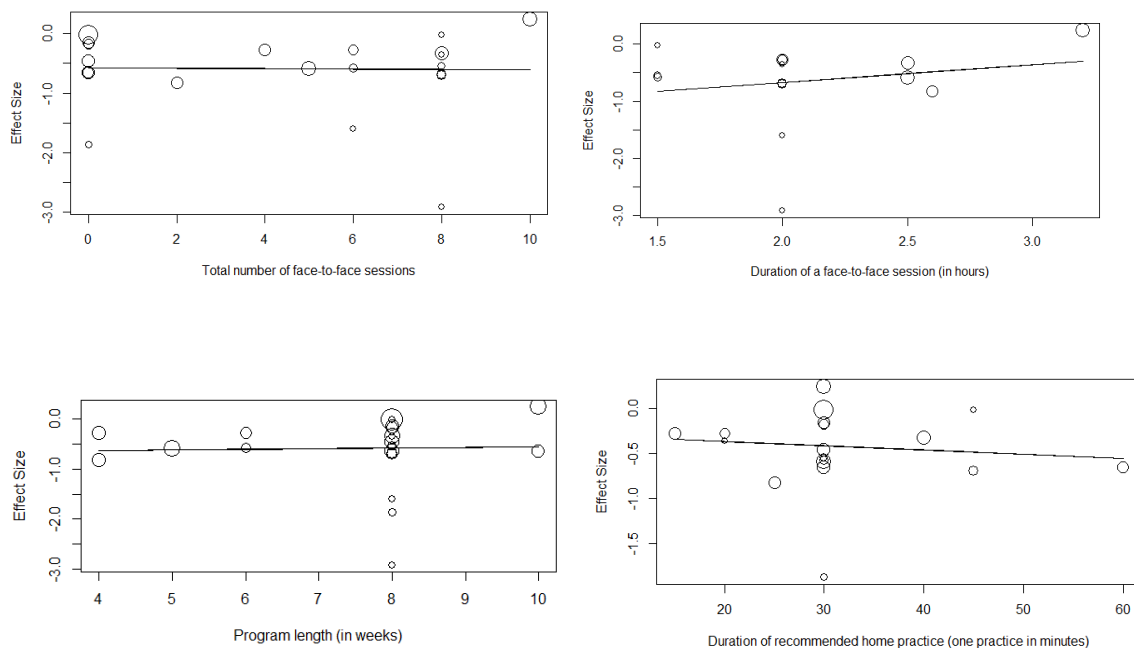 0.0
-1.0
-2.0
-3.0
Effect Size
0 2 4 6 8 10
Total number of face-to-face sessions
0.0
-1.0
-2.0
-3.0
Effect Size
1.5 2.0 2.5 3.0
Duration of a face-to-face session (in hours)
0.0
-1.0
-2.0
-3.0
Effect Size
4 5 6 7 8 9 10
Program length (in weeks)
0.0
-0.5
-1.0
-1.5
Effect Size
20 30 40 50 60
Duration of recommended home practice (one practice in minutes)